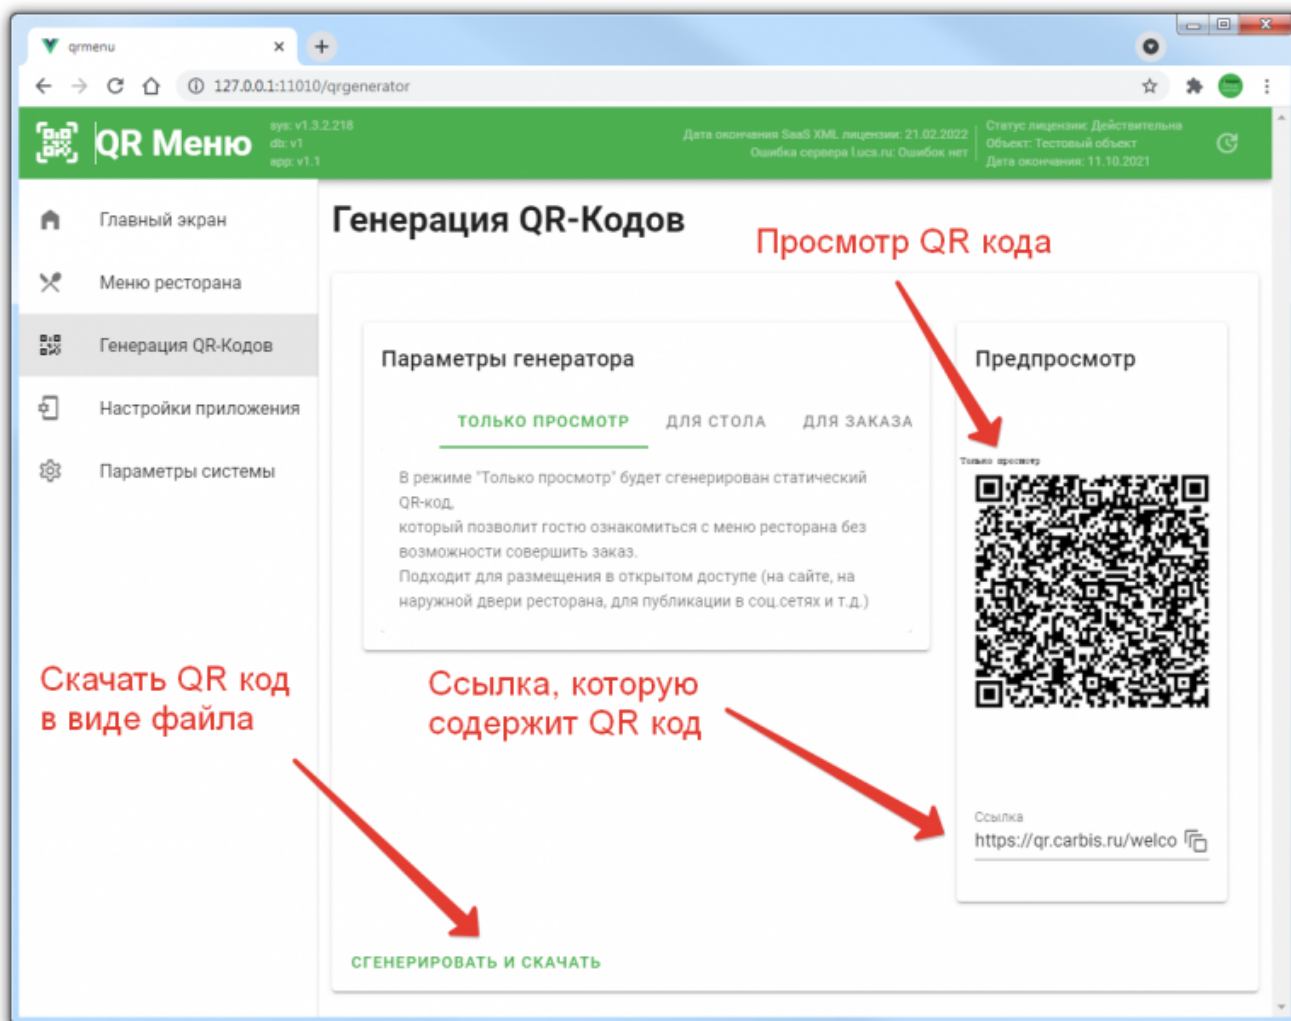 qrmenu
127.0.0.1:11010/qrgenerator
QR Меню
sys: v1.3.2.218
db: v1
app: v1.1
Дата окончания SaaS XML лицензии: 21.02.2022
Ошибка сервера l.ucs.ru: Ошибок нет
Статус лицензии: Действительна
Объект: Тестовый объект
Дата окончания: 11.10.2021
Главный экран
Меню ресторана
Генерация QR-Кодов
Настройки приложения
Параметры системы
Генерация QR-Кодов
Просмотр QR кода
Параметры генератора
ТОЛЬКО ПРОСМОТР
ДЛЯ СТОЛА
ДЛЯ ЗАКАЗА
В режиме "Только просмотр" будет сгенерирован статический
QR-код,
который позволит гостю ознакомиться с меню ресторана без
возможности совершить заказ.
Подходит для размещения в открытом доступе (на сайте, на
наружной двери ресторана, для публикации в соц.сетях и т.д.)
Предпросмотр
Только просмотр
Скачать QR код
в виде файла
Ссылка, которую
содержит QR код
Ссылка
https://qr.carbis.ru/welco
СГЕНЕРИРОВАТЬ И СКАЧАТЬ